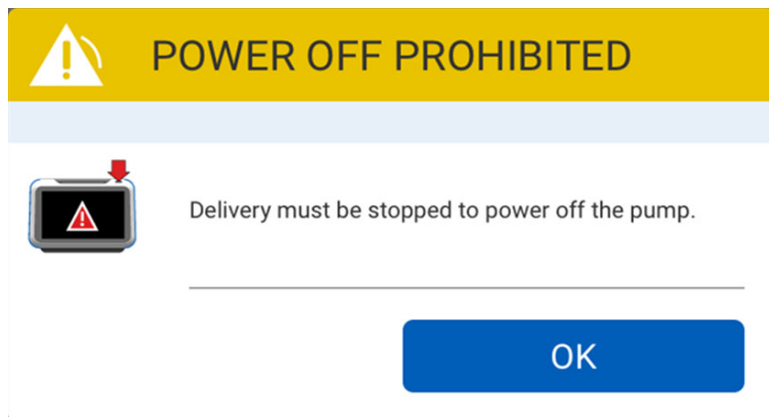 POWER OFF PROHIBITED
Delivery must be stopped to power off the pump.
OK